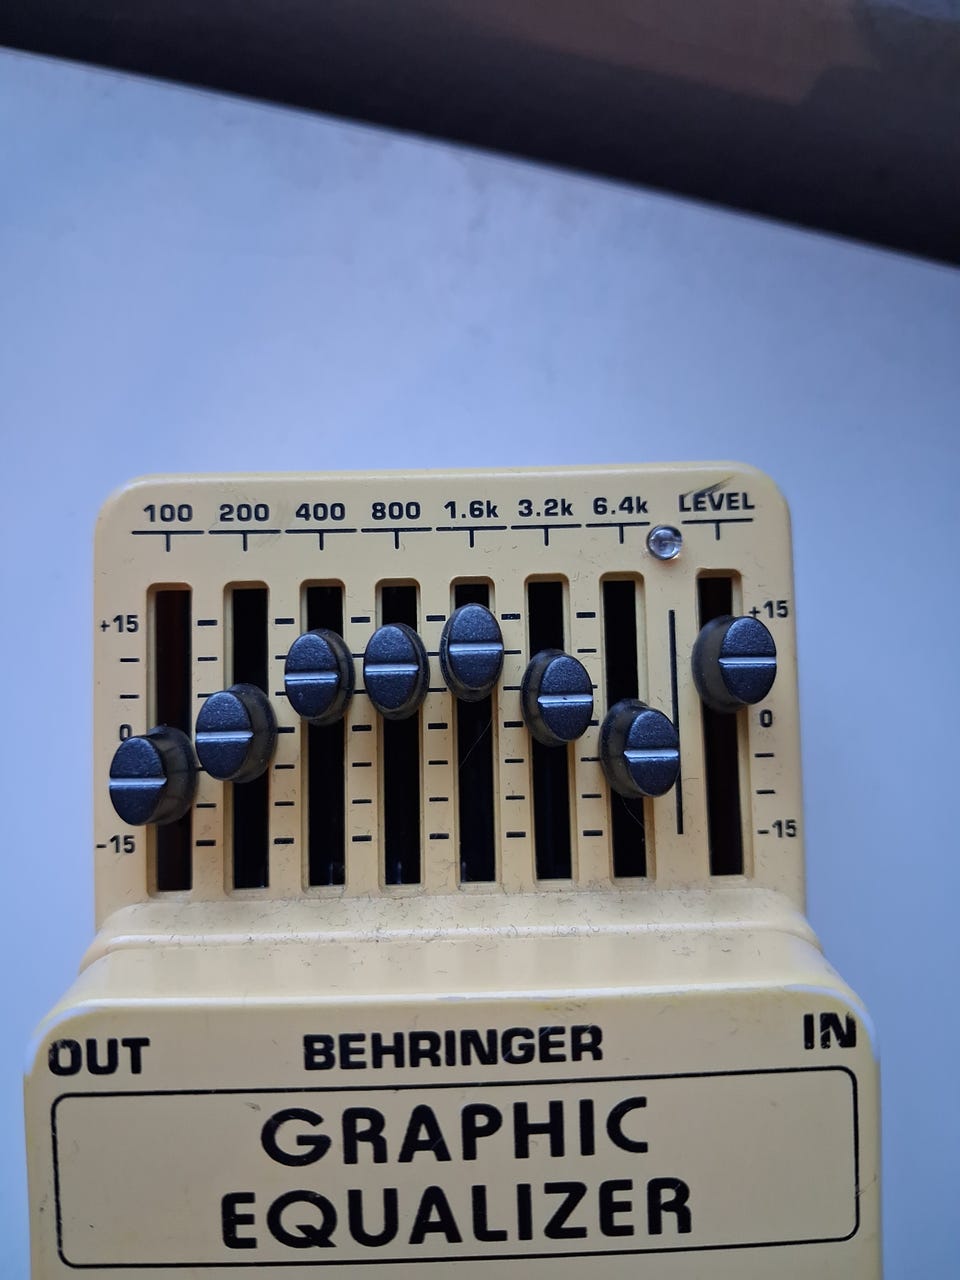 100 200 400 800 1.6k 3.2k 6.4k LEVEL
+15 +15
0 0
-15 -15
OUT BEHRINGER IN
GRAPHIC
EQUALIZER